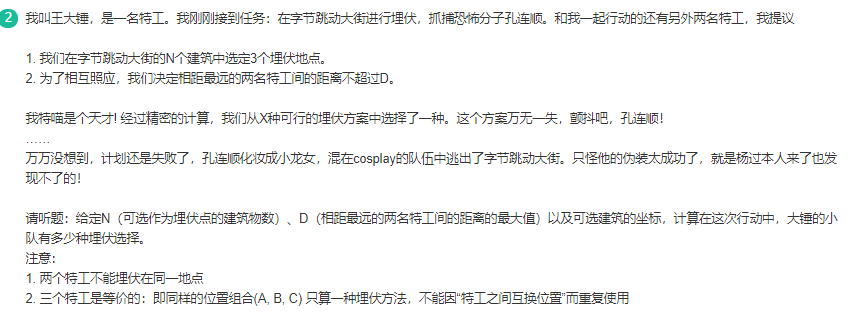 2
我叫王大锤，是一名特工。我刚刚接到任务：在字节跳动大街进行埋伏，抓捕恐怖分子孔连顺。和我一起行动的还有另外两名特工，我提议
1. 我们在字节跳动大街的N个建筑中选定3个埋伏地点。
2. 为了相互照应，我们决定相距最远的两名特工间的距离不超过D。
我特喵是个天才! 经过精密的计算，我们从X种可行的埋伏方案中选择了一种。这个方案万无一失，颤抖吧，孔连顺！
……
万万没想到，计划还是失败了，孔连顺化妆成小龙女，混在cosplay的队伍中逃出了字节跳动大街。只怪他的伪装太成功了，就是杨过本人来了也发
现不了的！
请听题：给定N（可选作为埋伏点的建筑物数）、D（相距最远的两名特工间的距离的最大值）以及可选建筑的坐标，计算在这次行动中，大锤的小
队有多少种埋伏选择。
注意：
1. 两个特工不能埋伏在同一地点
2. 三个特工是等价的：即同样的位置组合(A, B, C) 只算一种埋伏方法，不能因“特工之间互换位置”而重复使用